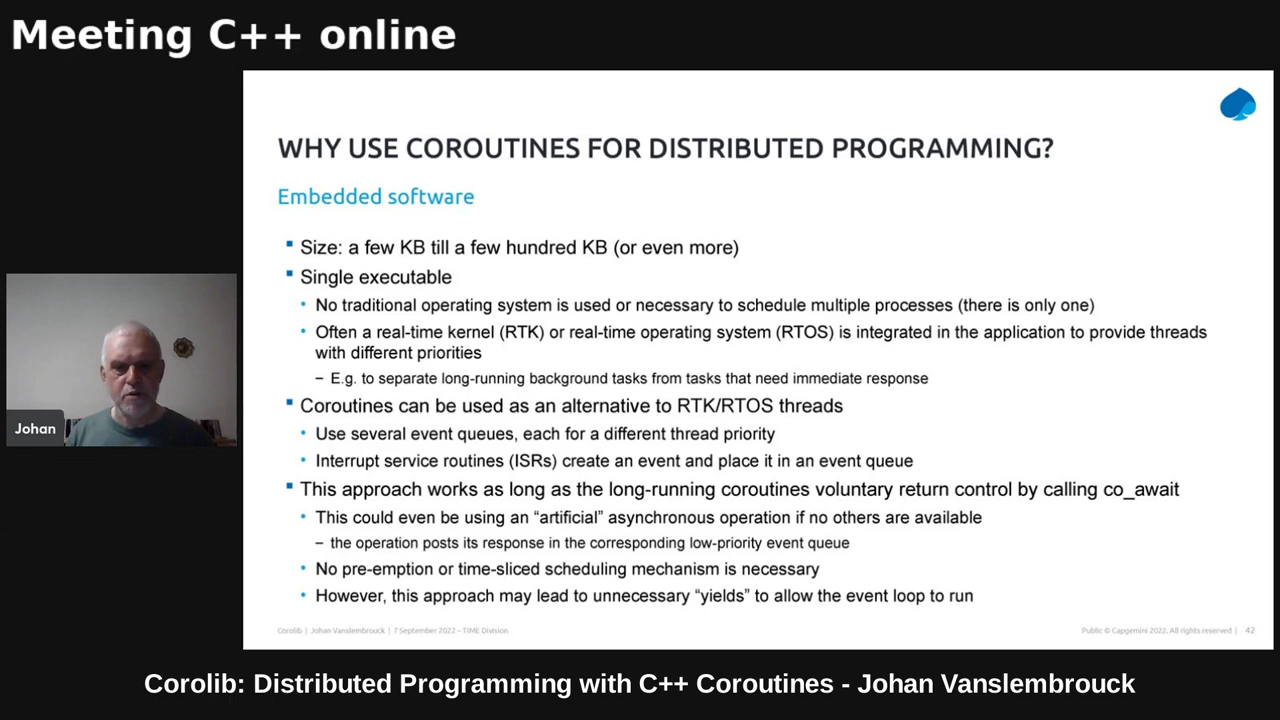 Meeting C++ online
WHY USE COROUTINES FOR DISTRIBUTED PROGRAMMING?
Embedded software
▪ Size: a few KB till a few hundred KB (or even more)
▪ Single executable
• No traditional operating system is used or necessary to schedule multiple processes (there is only one)
• Often a real-time kernel (RTK) or real-time operating system (RTOS) is integrated in the application to provide threads
with different priorities
– E.g. to separate long-running background tasks from tasks that need immediate response
▪ Coroutines can be used as an alternative to RTK/RTOS threads
• Use several event queues, each for a different thread priority
• Interrupt service routines (ISRs) create an event and place it in an event queue
▪ This approach works as long as the long-running coroutines voluntary return control by calling co_await
• This could even be using an “artificial” asynchronous operation if no others are available
– the operation posts its response in the corresponding low-priority event queue
• No pre-emption or time-sliced scheduling mechanism is necessary
• However, this approach may lead to unnecessary “yields” to allow the event loop to run
Corolib | Johan Vanslembrouck | 7 September 2022 – TIME Division
Public © Capgemini 2022. All rights reserved | 42
Johan
Corolib: Distributed Programming with C++ Coroutines - Johan Vanslembrouck